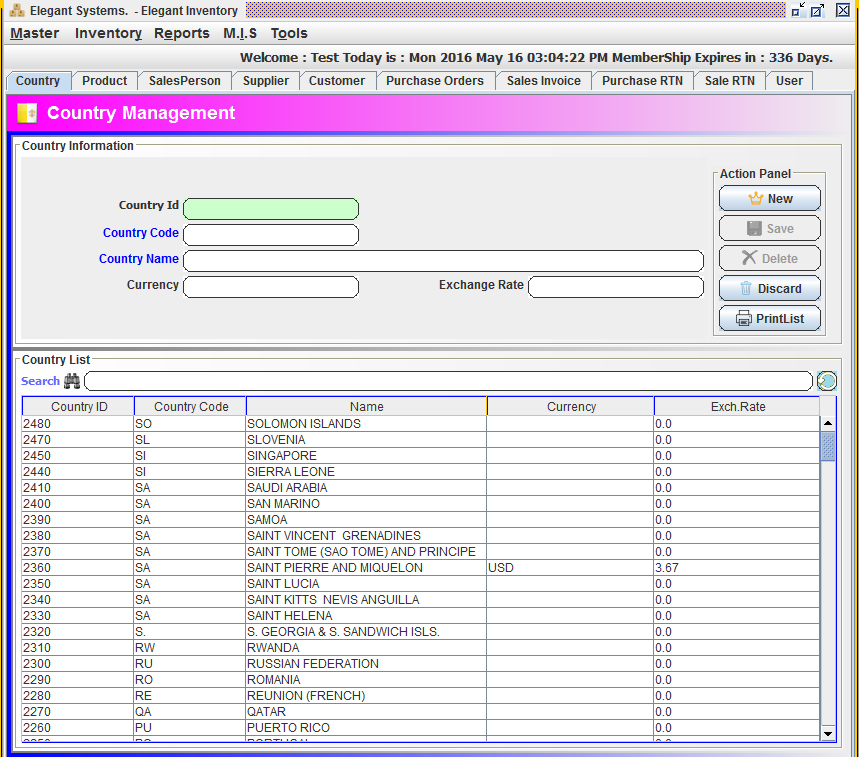 Elegant Systems. - Elegant Inventory
Master Inventory Reports M.I.S Tools
Welcome : Test Today is : Mon 2016 May 16 03:04:22 PM MemberShip Expires in : 336 Days.
Country Product SalesPerson Supplier Customer Purchase Orders Sales Invoice Purchase RTN Sale RTN User
Country Management
Country Information
Action Panel
Country Id
New
Country Code
Save
Country Name
Delete
Currency Exchange Rate
Discard
PrintList
Country List
Search
Country ID Country Code Name Currency Exch.Rate
2480 SO SOLOMON ISLANDS 0.0
2470 SL SLOVENIA 0.0
2450 SI SINGAPORE 0.0
2440 SI SIERRA LEONE 0.0
2410 SA SAUDI ARABIA 0.0
2400 SA SAN MARINO 0.0
2390 SA SAMOA 0.0
2380 SA SAINT VINCENT  GRENADINES 0.0
2370 SA SAINT TOME (SAO TOME) AND PRINCIPE 0.0
2360 SA SAINT PIERRE AND MIQUELON USD 3.67
2350 SA SAINT LUCIA 0.0
2340 SA SAINT KITTS  NEVIS ANGUILLA 0.0
2330 SA SAINT HELENA 0.0
2320 S. S. GEORGIA & S. SANDWICH ISLS. 0.0
2310 RW RWANDA 0.0
2300 RU RUSSIAN FEDERATION 0.0
2290 RO ROMANIA 0.0
2280 RE REUNION (FRENCH) 0.0
2270 QA QATAR 0.0
2260 PU PUERTO RICO 0.0